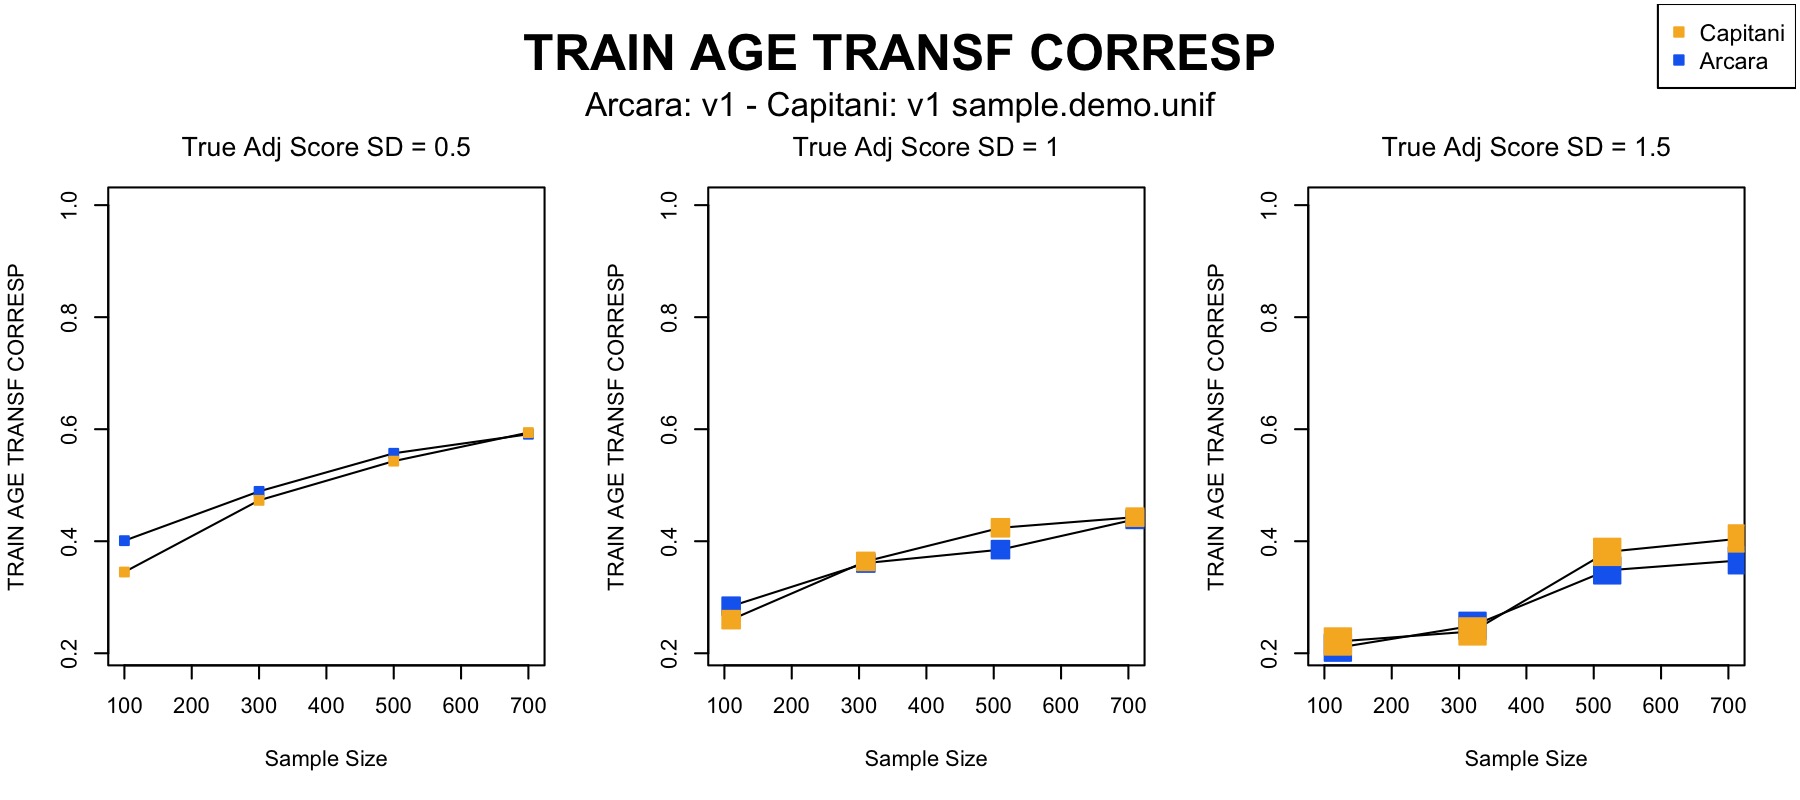 TRAIN AGE TRANSF CORRESP
Arcara: v1 - Capitani: v1 sample.demo.unif
Capitani
Arcara
True Adj Score SD = 0.5
TRAIN AGE TRANSF CORRESP
1.0
0.8
0.6
0.4
0.2
100 200 300 400 500 600 700
Sample Size
True Adj Score SD = 1
TRAIN AGE TRANSF CORRESP
1.0
0.8
0.6
0.4
0.2
100 200 300 400 500 600 700
Sample Size
True Adj Score SD = 1.5
TRAIN AGE TRANSF CORRESP
1.0
0.8
0.6
0.4
0.2
100 200 300 400 500 600 700
Sample Size